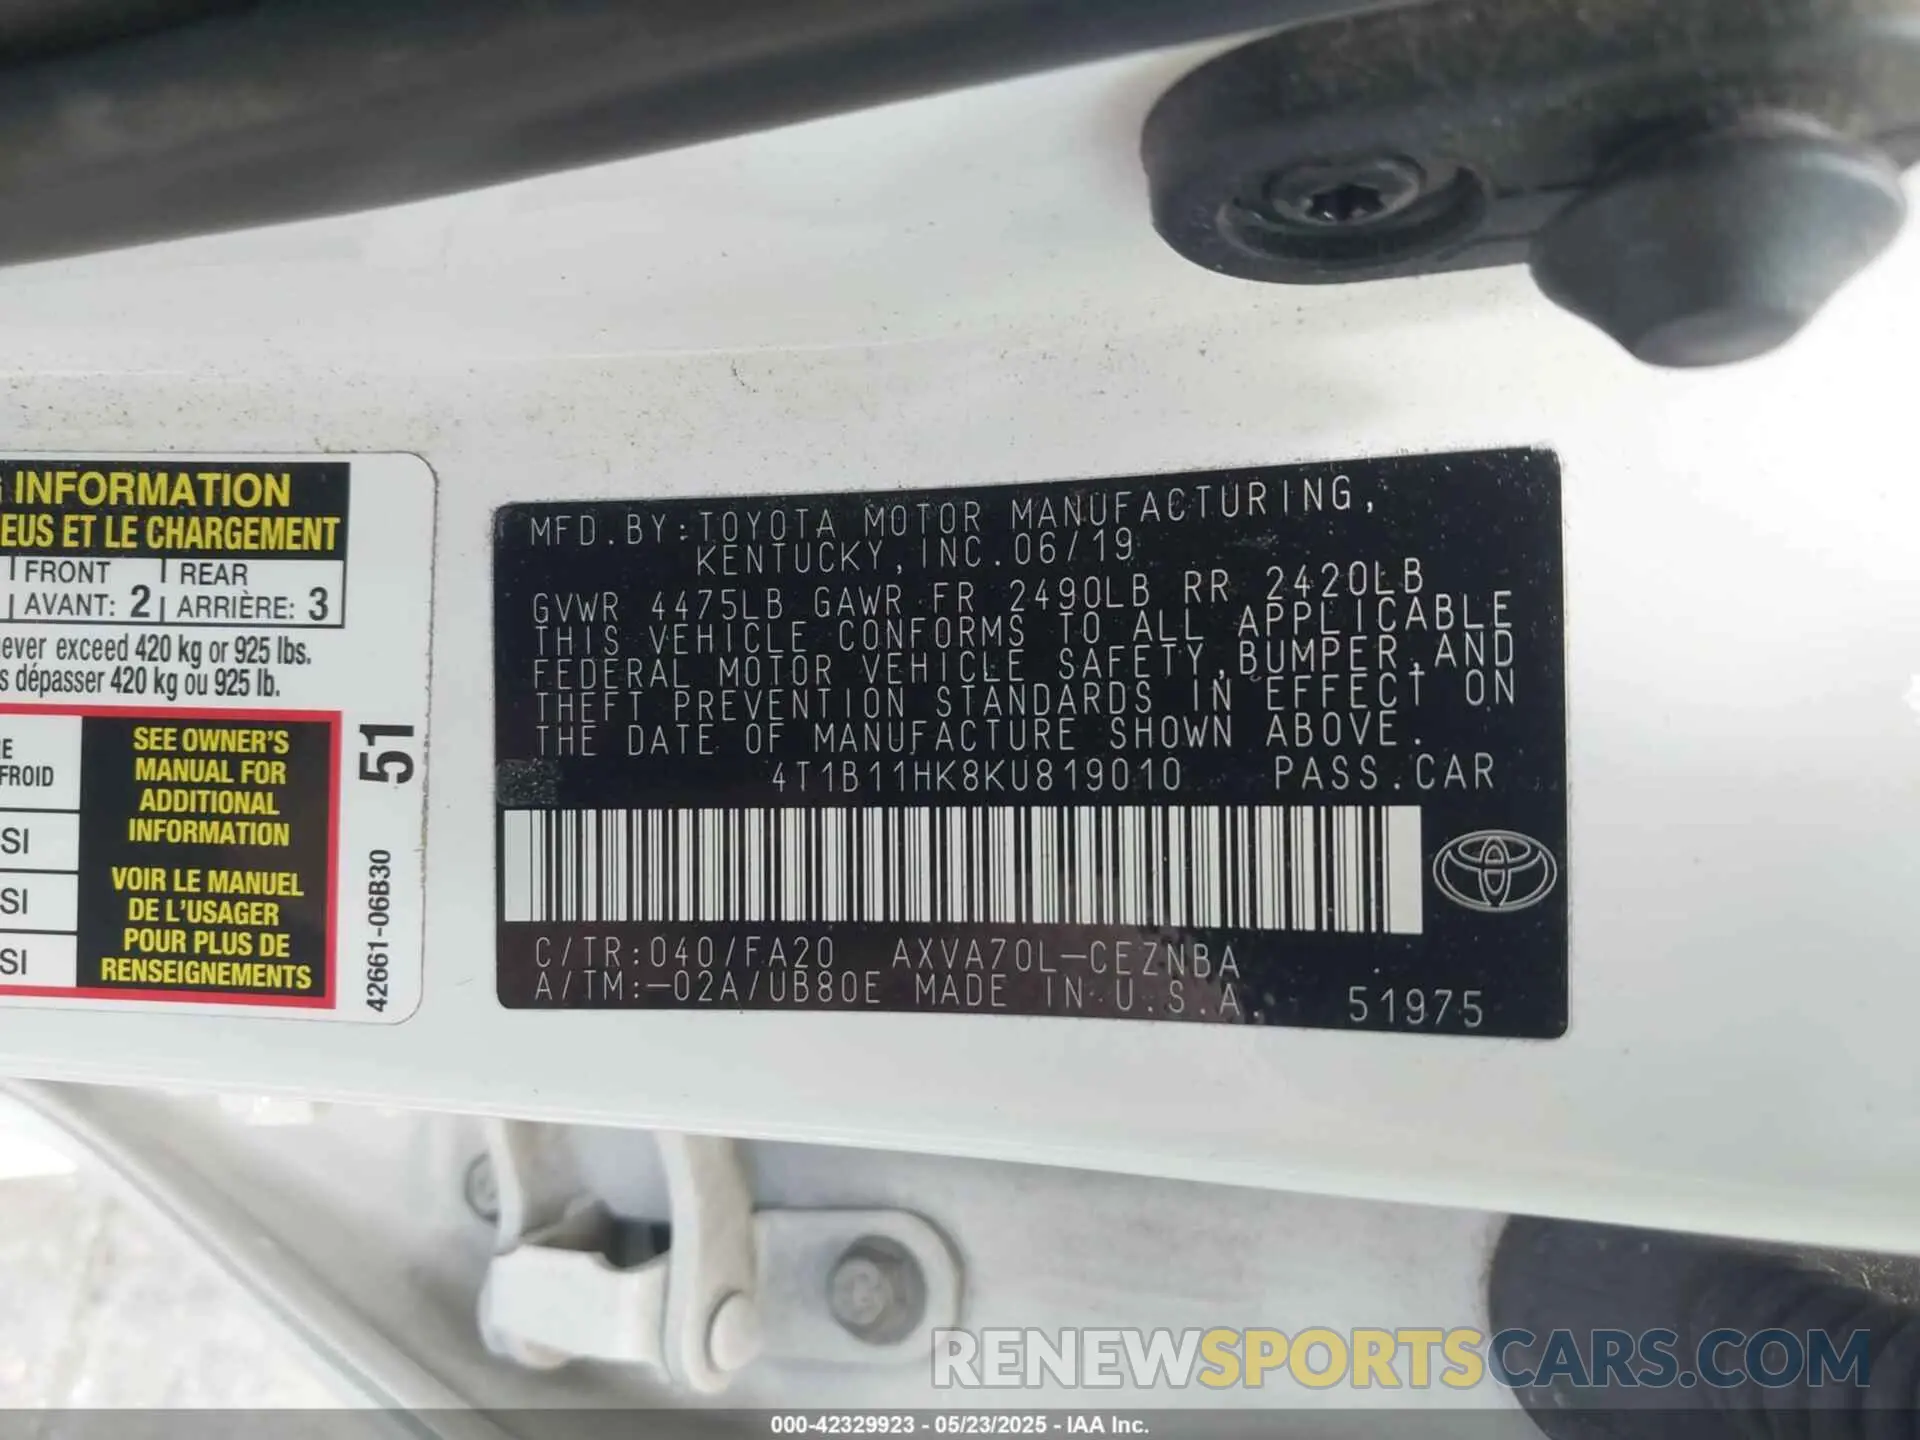 INFORMATION
EUS ET LE CHARGEMENT
FRONT
AVANT: 2
REAR
ARRIÈRE: 3
ever exceed 420 kg or 925 lbs.
s dépasser 420 kg ou 925 lb.
FROID
SI
SI
SI
SEE OWNER'S
MANUAL FOR
ADDITIONAL
INFORMATION
VOIR LE MANUEL
DE L'USAGER
POUR PLUS DE
RENSEIGNEMENTS
51
42661-06B30
MFD.BY:TOYOTA MOTOR MANUFACTURING,
KENTUCKY,INC.06/19
GVWR 4475LB GAWR FR 2490LB RR 2420LB
THIS VEHICLE CONFORMS TO ALL APPLICABLE
FEDERAL MOTOR VEHICLE SAFETY,BUMPER,AND
THEFT PREVENTION STANDARDS IN EFFECT ON
THE DATE OF MANUFACTURE SHOWN ABOVE.
4T1B11HK8KU819010 PASS.CAR
C/TR:040/FA20 AXVA70L-CEZNBA
A/TM:-02A/UB80E MADE IN U.S.A. 51975
RENEWSPORTSCARS.COM
000-42329923 - 05/23/2025 - IAA Inc.